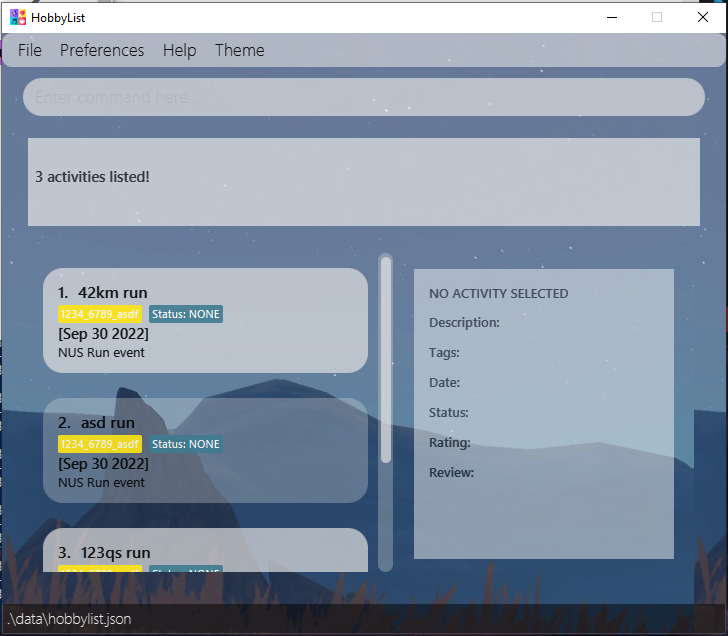 HobbyList
File Preferences Help Theme
Enter command here...
3 activities listed!
1. 42km run
1234_6789_asdf Status: NONE
[Sep 30 2022]
NUS Run event
2. asd run
1234_6789_asdf Status: NONE
[Sep 30 2022]
NUS Run event
3. 123qs run
1234_6789_asdf Status: NONE
NO ACTIVITY SELECTED
Description:
Tags:
Date:
Status:
Rating:
Review:
.\data\hobbylist.json